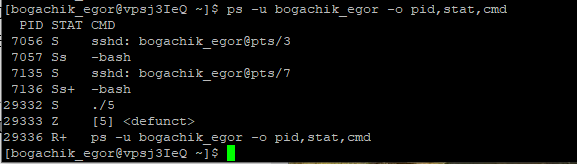 [bogachik_egor@vpsj3IeQ ~]$ ps -u bogachik_egor -o pid,stat,cmd
  PID STAT CMD
 7056 S    sshd: bogachik_egor@pts/3
 7057 Ss   -bash
 7135 S    sshd: bogachik_egor@pts/7
 7136 Ss+  -bash
29332 S    ./5
29333 Z    [5] <defunct>
29336 R+   ps -u bogachik_egor -o pid,stat,cmd
[bogachik_egor@vpsj3IeQ ~]$